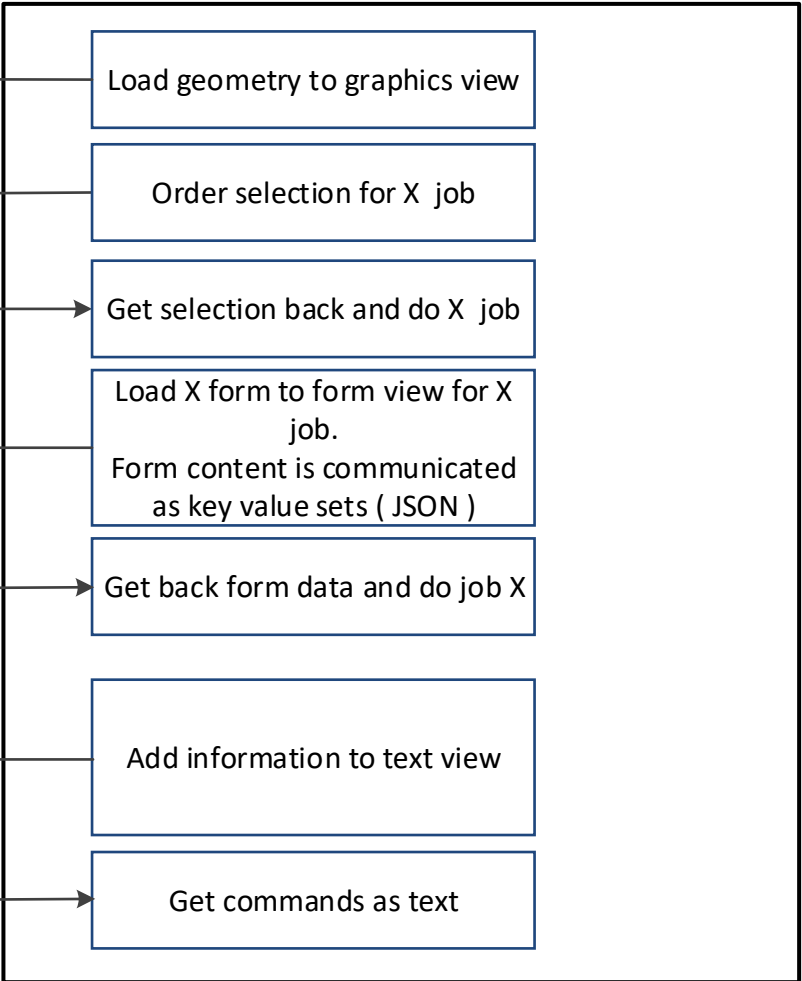 Load geometry to graphics view
Order selection for X  job
Get selection back and do X  job
Load X form to form view for X
job.
Form content is communicated
as key value sets ( JSON )
Get back form data and do job X
Add information to text view
Get commands as text